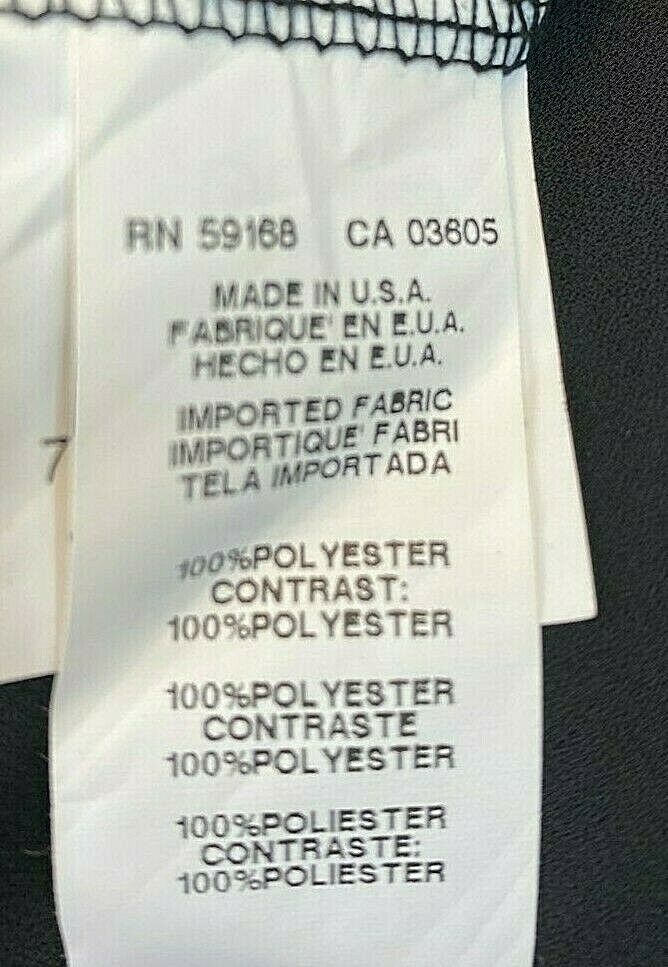 RN 59168 CA 03605
MADE IN U.S.A.
FABRIQUE' EN E.U.A.
HECHO EN E.U.A.
IMPORTED FABRIC
IMPORTIQUE' FABRI
TELA IMPORTADA
7
100%POLYESTER
CONTRAST:
100%POLYESTER
100%POLYESTER
CONTRASTE
100%POLYESTER
100%POLIESTER
CONTRASTE:
100%POLIESTER